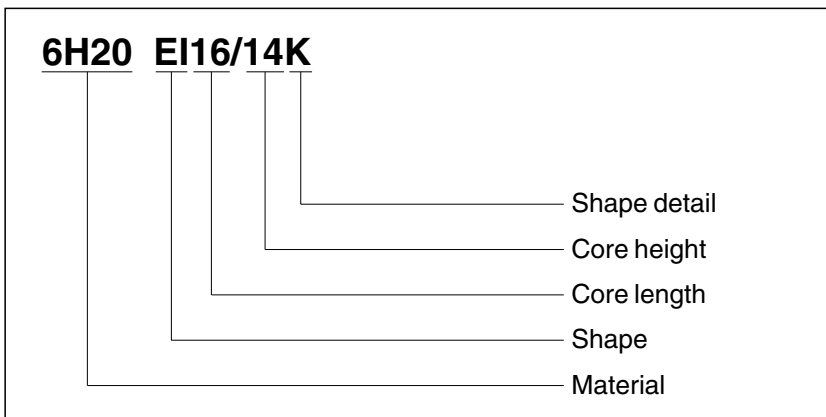 6H20 EI16/14K
Shape detail
Core height
Core length
Shape
Material